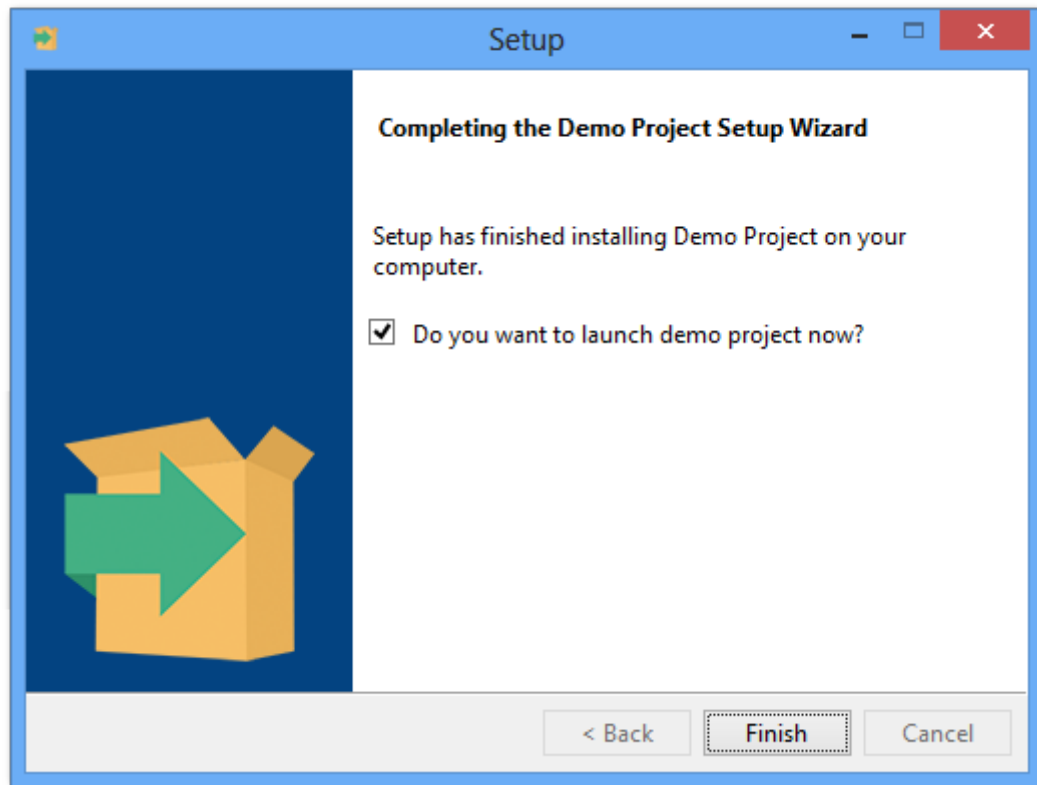 Setup
Completing the Demo Project Setup Wizard
Setup has finished installing Demo Project on your
computer.
Do you want to launch demo project now?
< Back
Finish
Cancel